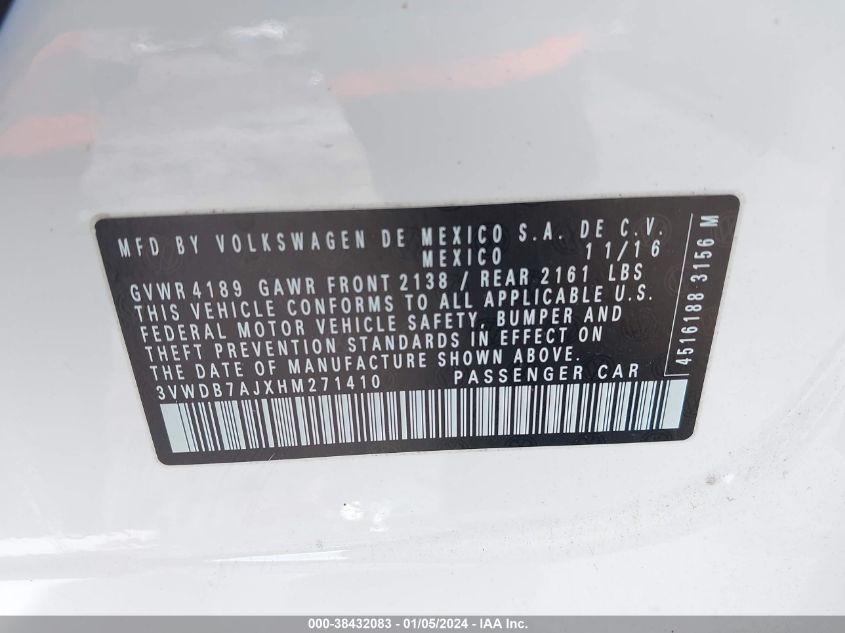 MFD BY VOLKSWAGEN DE MEXICO S.A. DE C.V.
MEXICO 11/16
GVWR 4189 GAWR FRONT 2138 / REAR 2161 LBS
THIS VEHICLE CONFORMS TO ALL APPLICABLE U.S.
FEDERAL MOTOR VEHICLE SAFETY, BUMPER AND
THEFT PREVENTION STANDARDS IN EFFECT ON
THE DATE OF MANUFACTURE SHOWN ABOVE.
3VWDB7AJXHM271410 PASSENGER CAR
4516188 3156 M
000-38432083 - 01/05/2024 - IAA Inc.